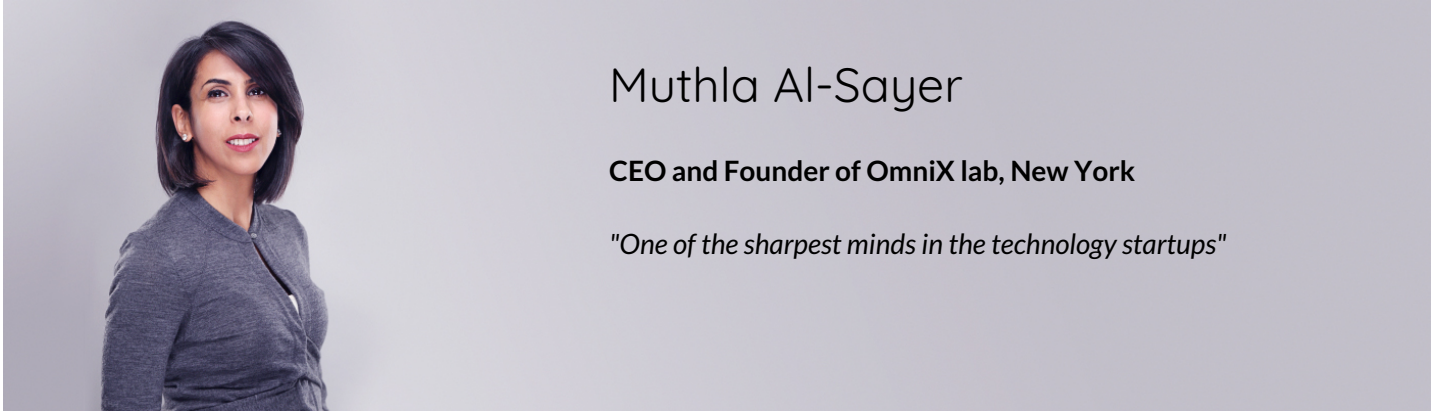 Muthla Al-Sayer
CEO and Founder of OmniX lab, New York
"One of the sharpest minds in the technology startups"